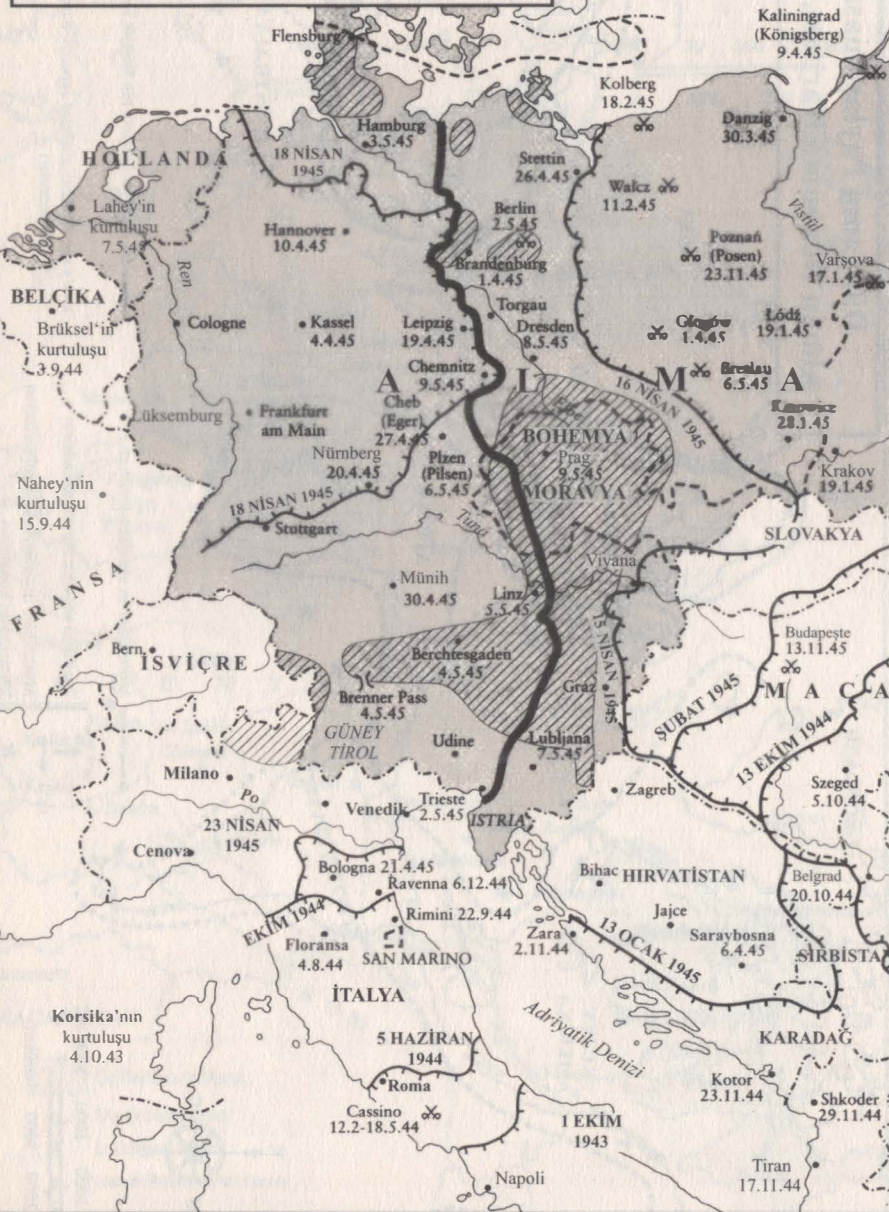 Kaliningrad
(Königsberg)
9.4.45
Flensburg
Kolberg
18.2.45
Danzig
30.3.45
Hamburg
3.5.45
HOLLANDA
18 NİSAN
1945
Stettin
26.4.45
Wałcz
11.2.45
Vistül
Lahey'in
kurtuluşu
7.5.45
Hannover
10.4.45
Berlin
2.5.45
Brandenburg
1.4.45
Poznań
(Posen)
23.11.45
Varşova
17.1.45
Ren
BELÇİKA
Brüksel'in
kurtuluşu
3.9.44
Cologne
Kassel
4.4.45
Torgau
Leipzig
19.4.45
Dresden
8.5.45
Głogów
1.4.45
Łódź
19.1.45
Chemnitz
9.5.45
A L M A
Breslau
6.5.45
16 NİSAN 1945
Katowice
28.1.45
Lüksemburg
Frankfurt
am Main
Cheb
(Eger)
27.4.45
Elbe
BOHEMYA
Prag
9.5.45
MORAVYA
Krakov
19.1.45
Nürnberg
20.4.45
Plzen
(Pilsen)
6.5.45
Nahey'nin
kurtuluşu
15.9.44
18 NİSAN 1945
Stuttgart
Tuna
SLOVAKYA
Viyana
FRANSA
Münih
30.4.45
Linz
5.5.45
15 NİSAN 1945
Budapeşte
13.11.45
Bern
İSVİÇRE
Berchtesgaden
4.5.45
Brenner Pass
4.5.45
Graz
ŞUBAT 1945
MACA
GÜNEY
TİROL
Udine
Lubljana
7.5.45
13 EKİM 1944
Milano
Po
Venedik
Trieste
2.5.45
ISTRIA
Zagreb
Szeged
5.10.44
23 NİSAN
1945
Cenova
Bologna 21.4.45
Ravenna 6.12.44
Bihac
HIRVATİSTAN
Belgrad
20.10.44
EKİM 1944
Rimini 22.9.44
Floransa
4.8.44
SAN MARINO
Zara
2.11.44
Jajce
13 OCAK 1945
Saraybosna
6.4.45
SIRBİSTA
İTALYA
Korsika'nın
kurtuluşu
4.10.43
Adriyatik Denizi
5 HAZİRAN
1944
KARADAĞ
Roma
Kotor
23.11.44
Cassino
12.2-18.5.44
1 EKİM
1943
Shkoder
29.11.44
Tiran
17.11.44
Napoli